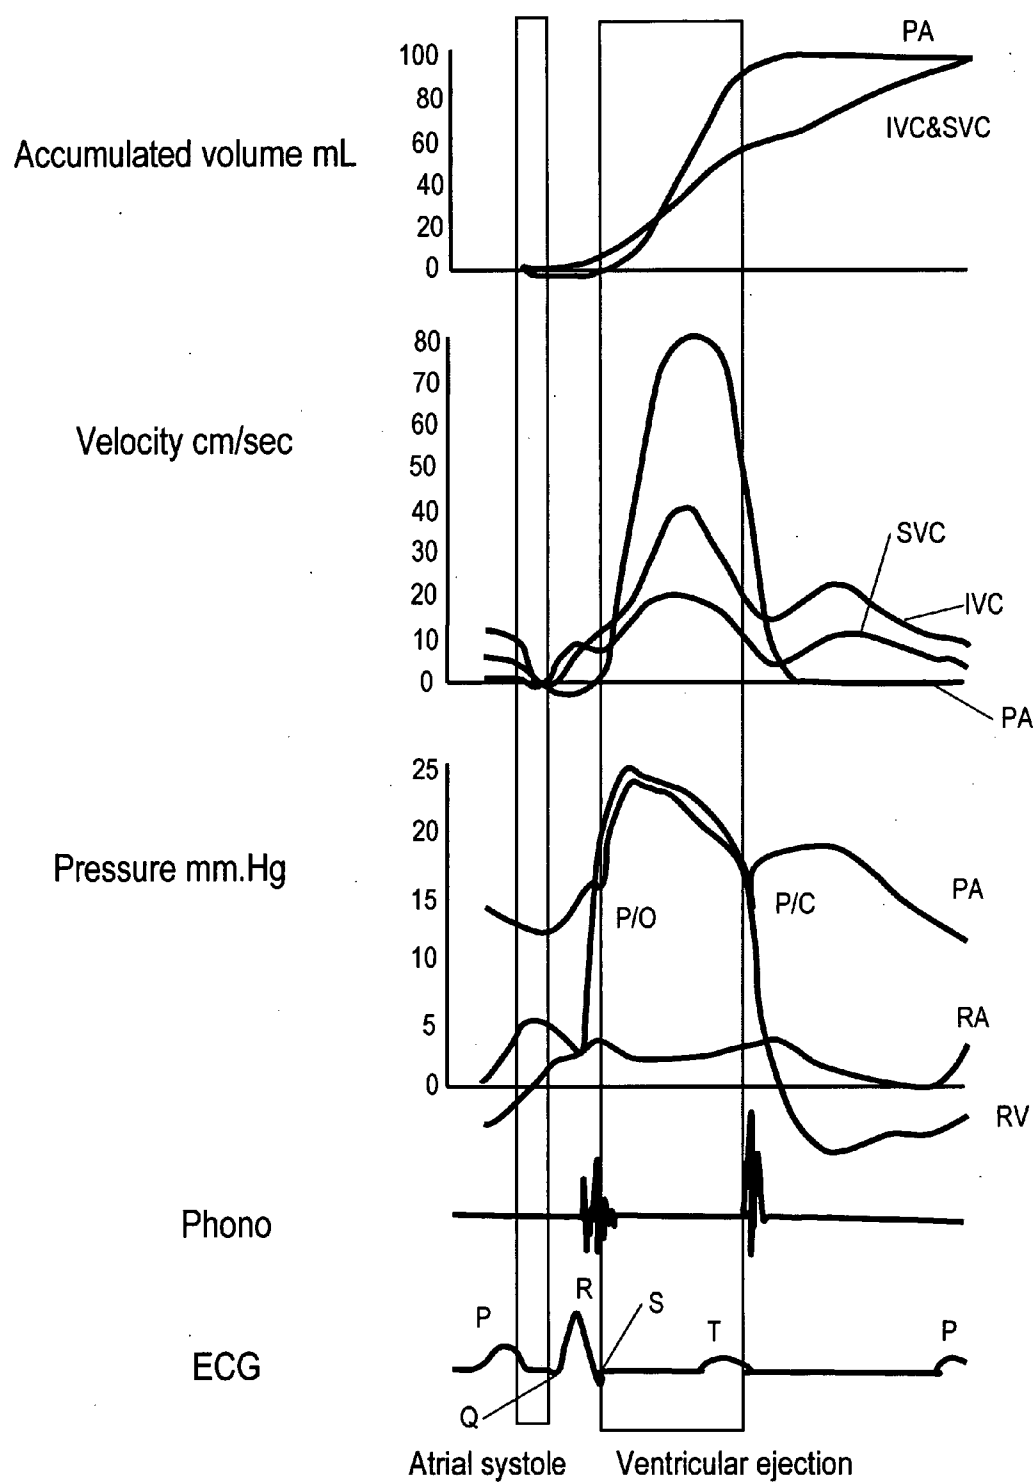 PA
100
80
60
40
20
0
IVC&SVC
Accumulated volume mL
80
70
60
50
40
30
20
10
0
Velocity cm/sec
SVC
IVC
PA
25
20
15
10
5
0
Pressure mm.Hg
P/O
P/C
PA
RA
RV
Phono
R
S
P
T
P
ECG
Q
Atrial systole
Ventricular ejection